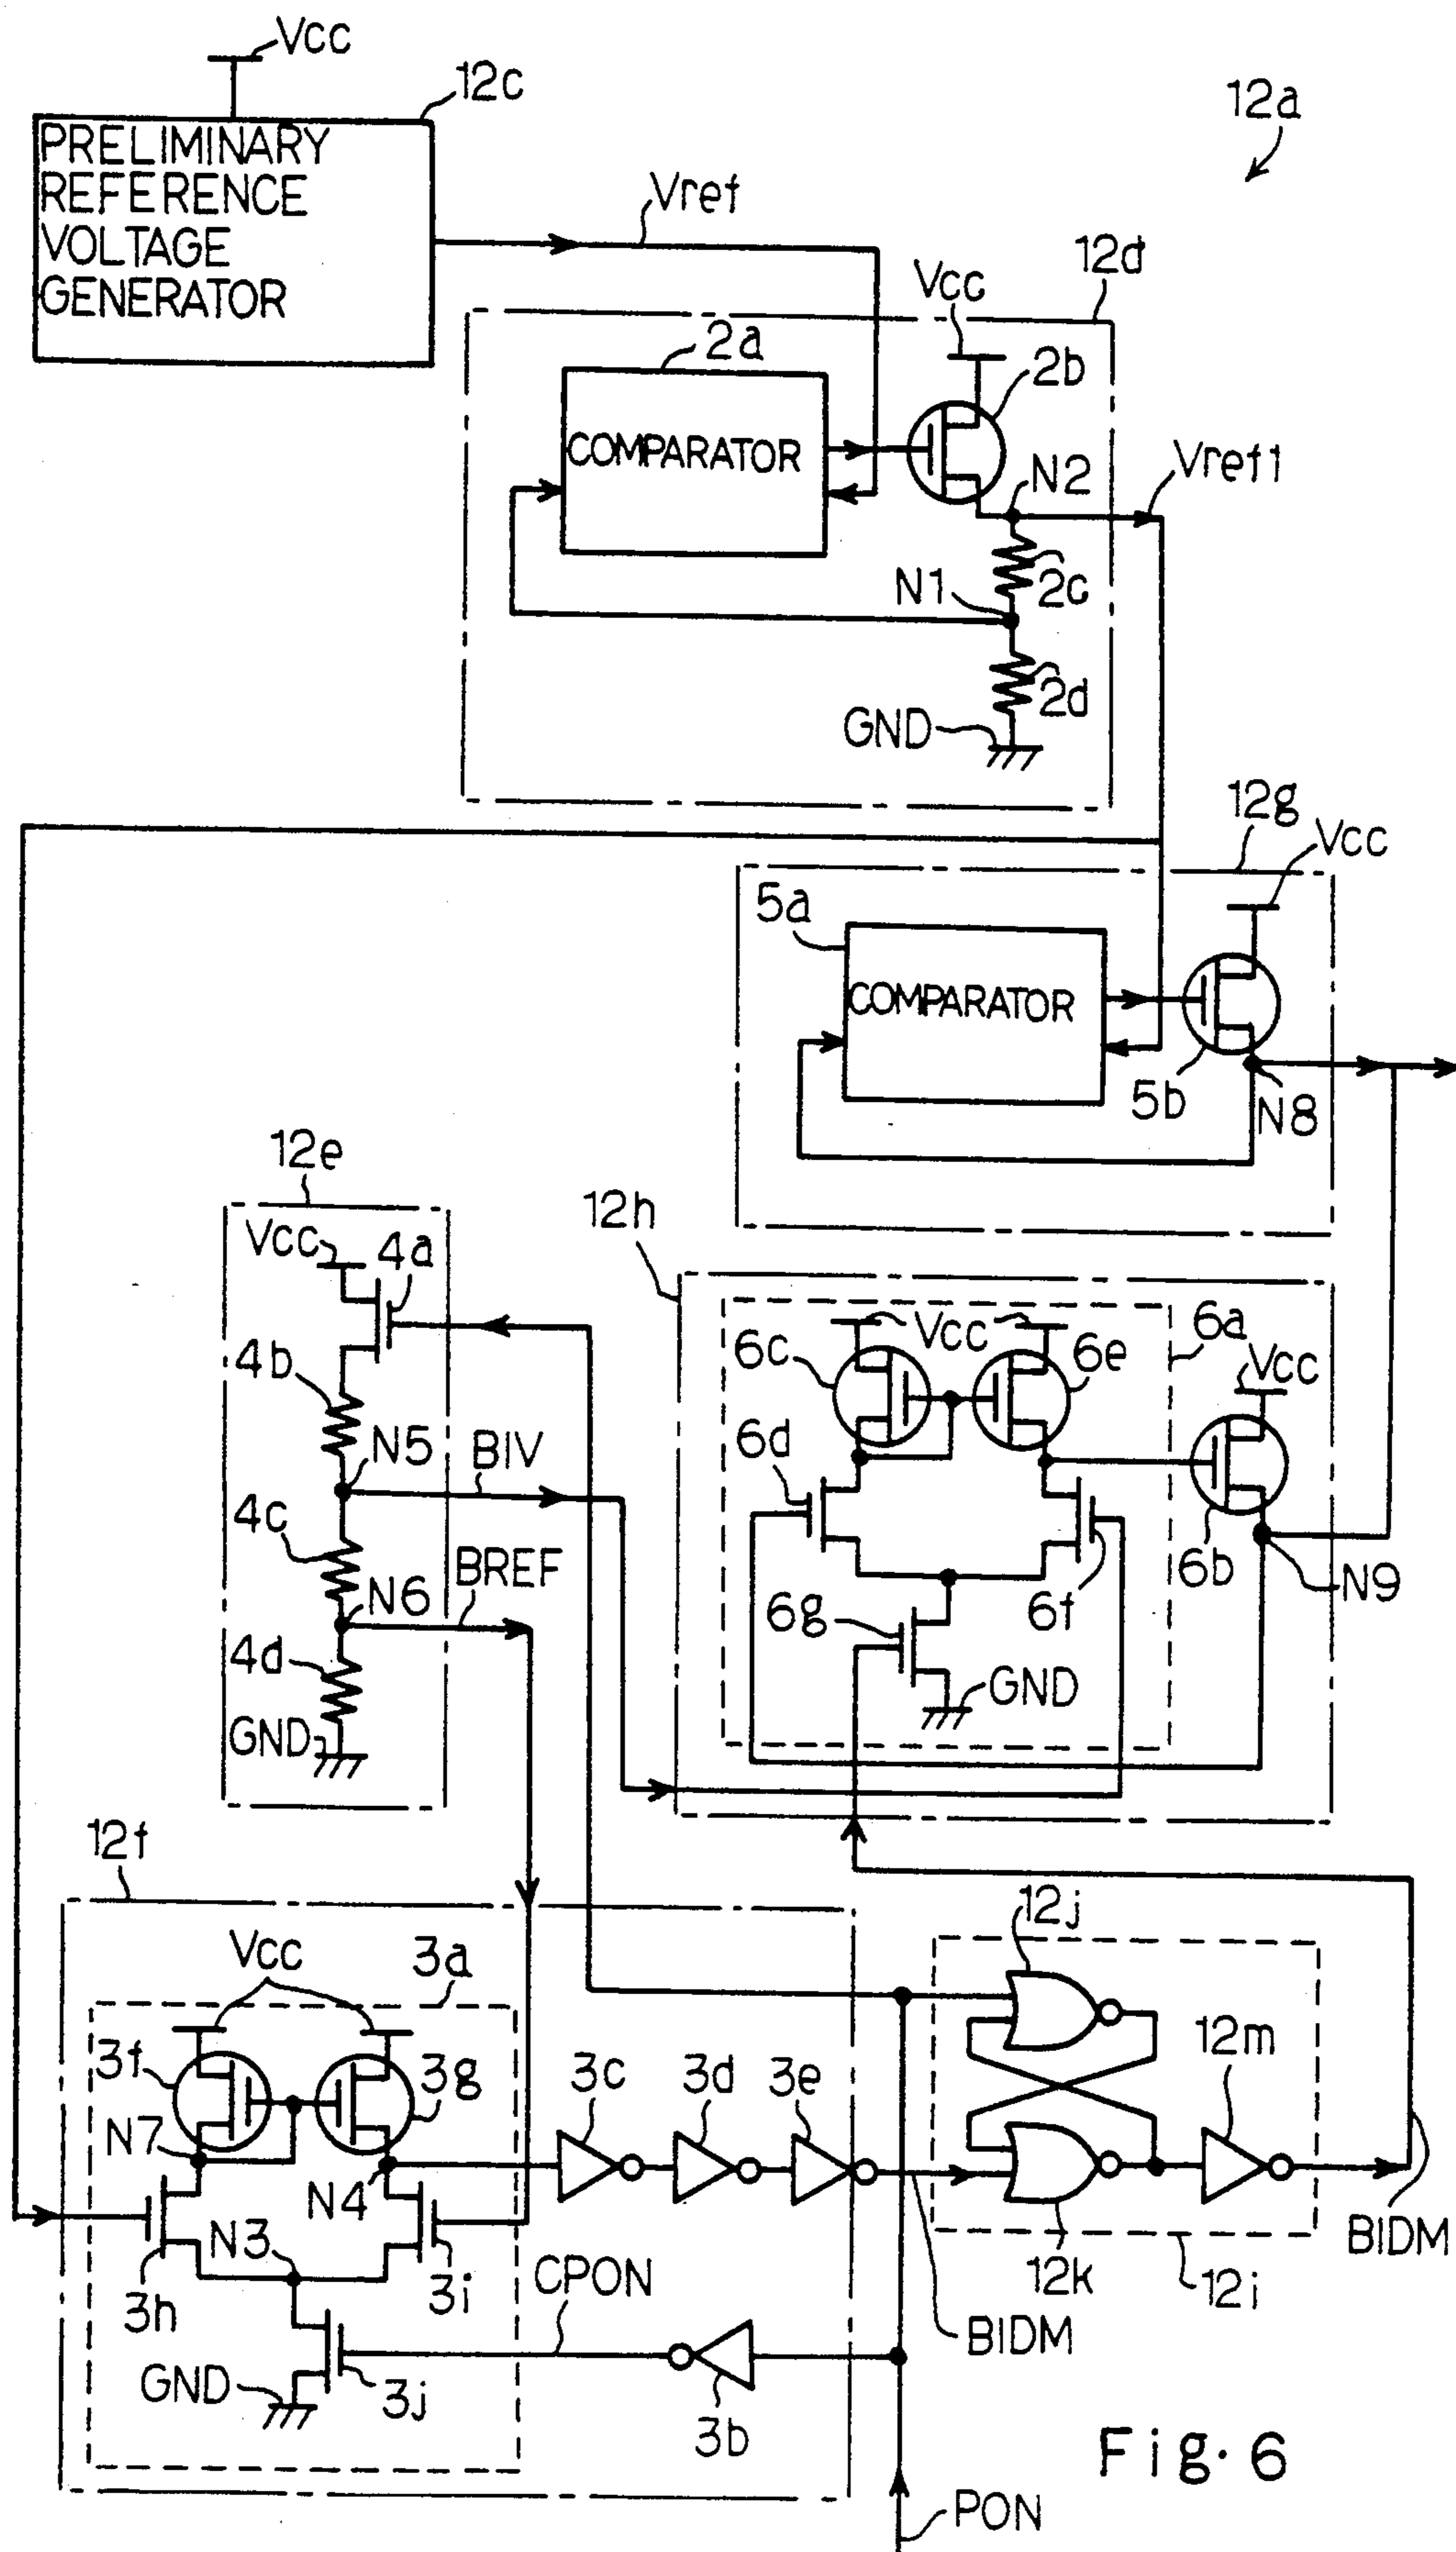 Vcc
12c
12a
PRELIMINARY
REFERENCE
VOLTAGE
GENERATOR
Vref
12d
Vcc
2a
2b
COMPARATOR
N2
Vref1
N1
2c
2d
GND
12g
Vcc
5a
COMPARATOR
5b
N8
12e
12h
Vcc
4a
Vcc
6a
6c
6e
Vcc
4b
6d
N5
BIV
4c
BREF
N6
6b
N9
6g
6f
4d
GND
GND
12f
12j
Vcc
3a
12m
3f
3g
3c
3d
3e
N7
N4
N3
CPON
3h
3i
12k
12i
BIDM
BIDM
GND
3j
3b
Fig. 6
PON